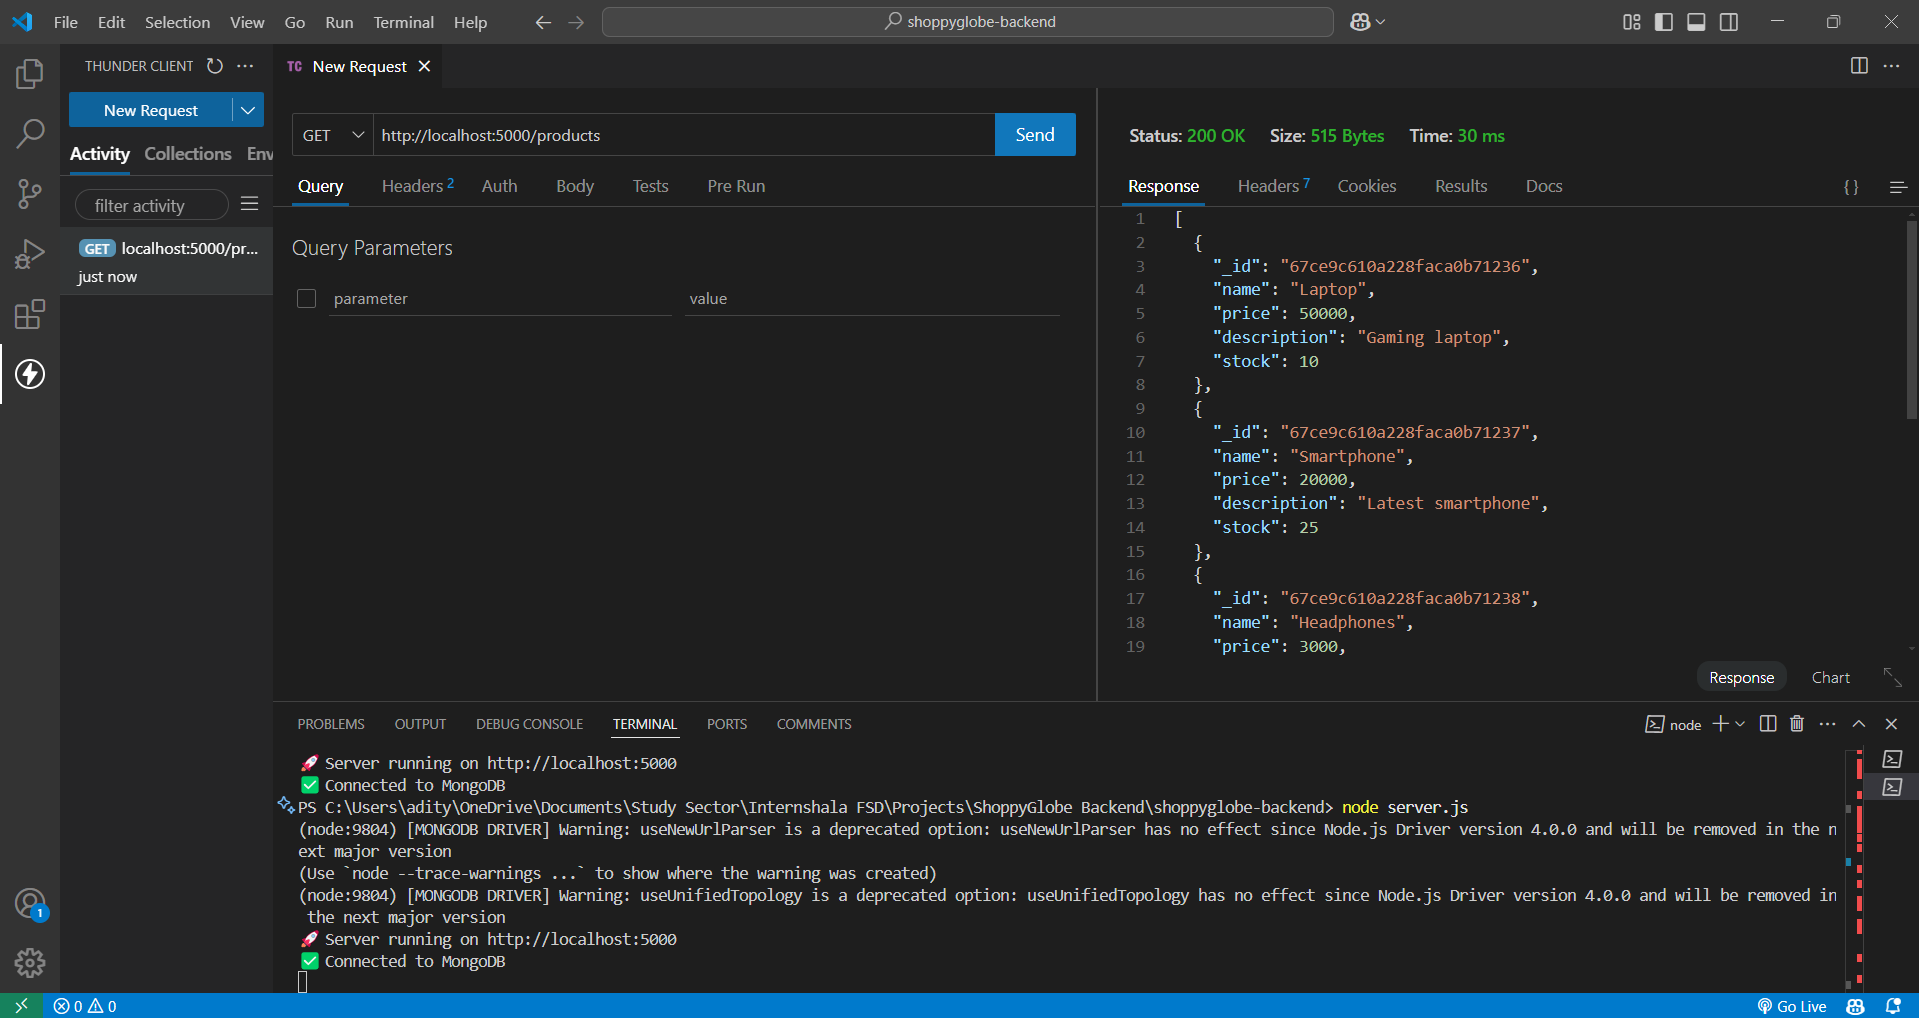 File Edit Selection View Go Run Terminal Help
shoppyglobe-backend
THUNDER CLIENT
New Request
Activity Collections Env
filter activity
GET localhost:5000/pr...
just now
TC New Request
GET http://localhost:5000/products Send
Query Headers 2 Auth Body Tests Pre Run
Query Parameters
parameter value
Status: 200 OK Size: 515 Bytes Time: 30 ms
Response Headers 7 Cookies Results Docs {}
1 [
2 {
3 "_id": "67ce9c610a228faca0b71236",
4 "name": "Laptop",
5 "price": 50000,
6 "description": "Gaming laptop",
7 "stock": 10
8 },
9 {
10 "_id": "67ce9c610a228faca0b71237",
11 "name": "Smartphone",
12 "price": 20000,
13 "description": "Latest smartphone",
14 "stock": 25
15 },
16 {
17 "_id": "67ce9c610a228faca0b71238",
18 "name": "Headphones",
19 "price": 3000,
Response Chart
PROBLEMS OUTPUT DEBUG CONSOLE TERMINAL PORTS COMMENTS
node
🚀 Server running on http://localhost:5000
✅ Connected to MongoDB
PS C:\Users\adity\OneDrive\Documents\Study Sector\Internshala FSD\Projects\ShoppyGlobe Backend\shoppyglobe-backend> node server.js
(node:9804) [MONGODB DRIVER] Warning: useNewUrlParser is a deprecated option: useNewUrlParser has no effect since Node.js Driver version 4.0.0 and will be removed in the n
ext major version
(Use `node --trace-warnings ...` to show where the warning was created)
(node:9804) [MONGODB DRIVER] Warning: useUnifiedTopology is a deprecated option: useUnifiedTopology has no effect since Node.js Driver version 4.0.0 and will be removed in
the next major version
🚀 Server running on http://localhost:5000
✅ Connected to MongoDB
1
0 0
Go Live